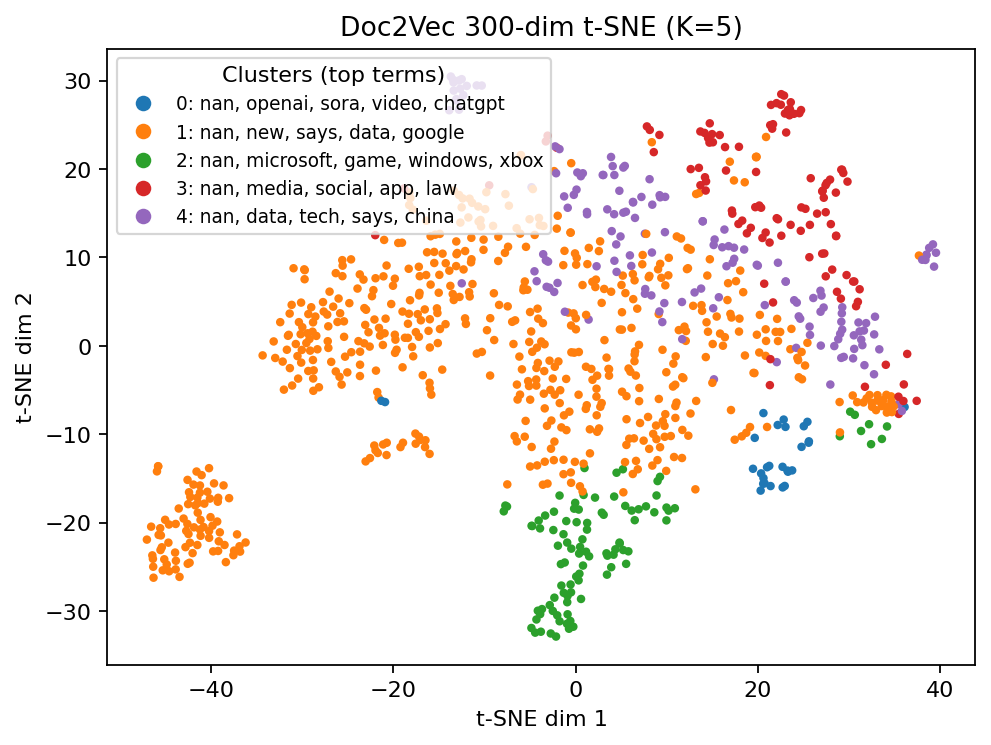 Doc2Vec 300-dim t-SNE (K=5)
Clusters (top terms)
0: nan, openai, sora, video, chatgpt
1: nan, new, says, data, google
2: nan, microsoft, game, windows, xbox
3: nan, media, social, app, law
4: nan, data, tech, says, china
30
20
10
0
−10
−20
−30
t-SNE dim 2
−40 −20 0 20 40
t-SNE dim 1